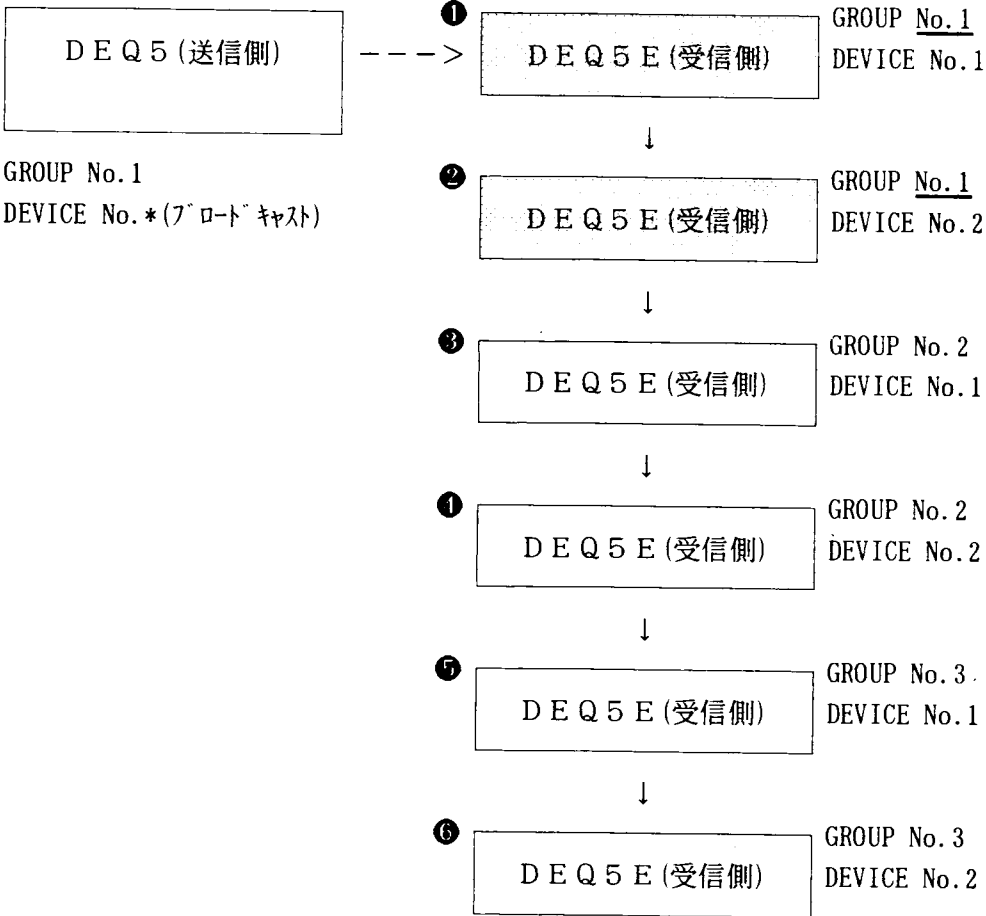 DEQ5(送信側)
--->
GROUP No.1
DEVICE No.*(ブロードキャスト)
❶
DEQ5E(受信側)
GROUP No.1
DEVICE No.1
↓
❷
DEQ5E(受信側)
GROUP No.1
DEVICE No.2
↓
❸
DEQ5E(受信側)
GROUP No.2
DEVICE No.1
↓
❹
DEQ5E(受信側)
GROUP No.2
DEVICE No.2
↓
❺
DEQ5E(受信側)
GROUP No.3
DEVICE No.1
↓
❻
DEQ5E(受信側)
GROUP No.3
DEVICE No.2